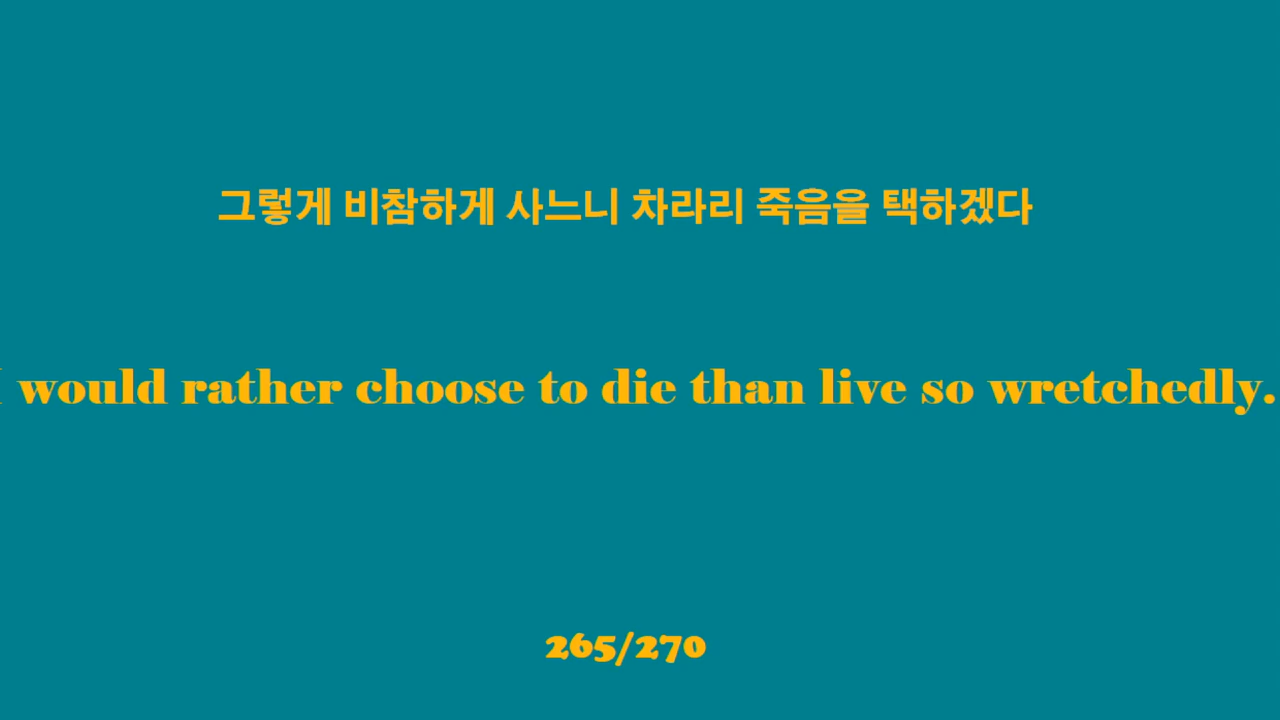 그렇게 비참하게 사느니 차라리 죽음을 택하겠다
I would rather choose to die than live so wretchedly.
265/270